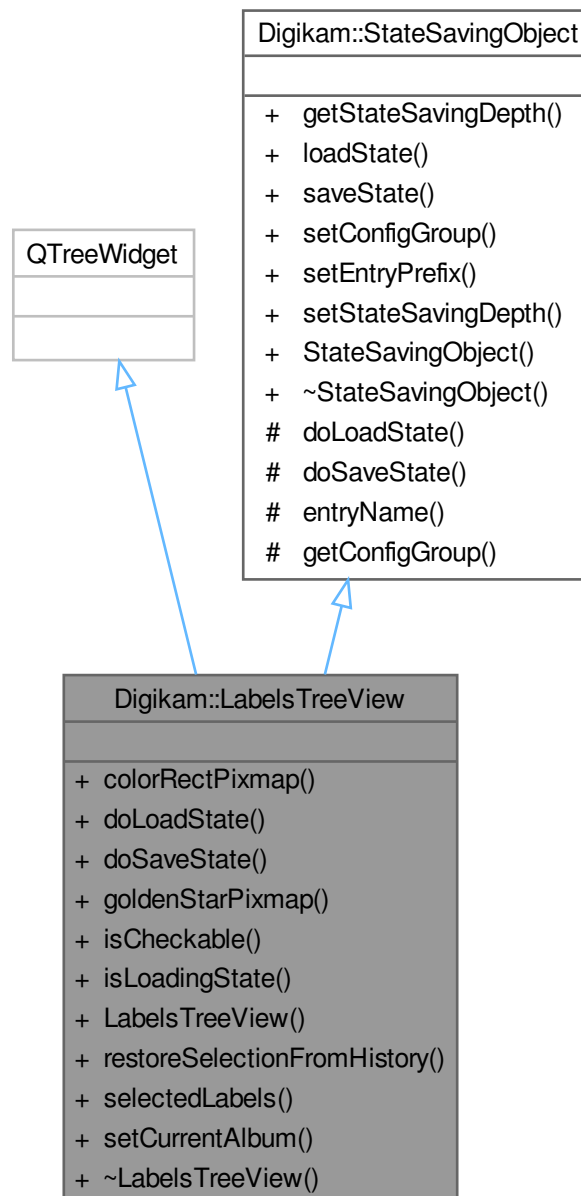 Digikam::StateSavingObject
+ getStateSavingDepth()
+ loadState()
+ saveState()
+ setConfigGroup()
+ setEntryPrefix()
+ setStateSavingDepth()
+ StateSavingObject()
+ ~StateSavingObject()
# doLoadState()
# doSaveState()
# entryName()
# getConfigGroup()
QTreeWidget
Digikam::LabelsTreeView
+ colorRectPixmap()
+ doLoadState()
+ doSaveState()
+ goldenStarPixmap()
+ isCheckable()
+ isLoadingState()
+ LabelsTreeView()
+ restoreSelectionFromHistory()
+ selectedLabels()
+ setCurrentAlbum()
+ ~LabelsTreeView()